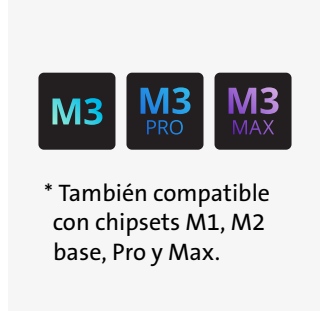 M3 M3 M3
PRO MAX
* También compatible
con chipsets M1, M2
base, Pro y Max.